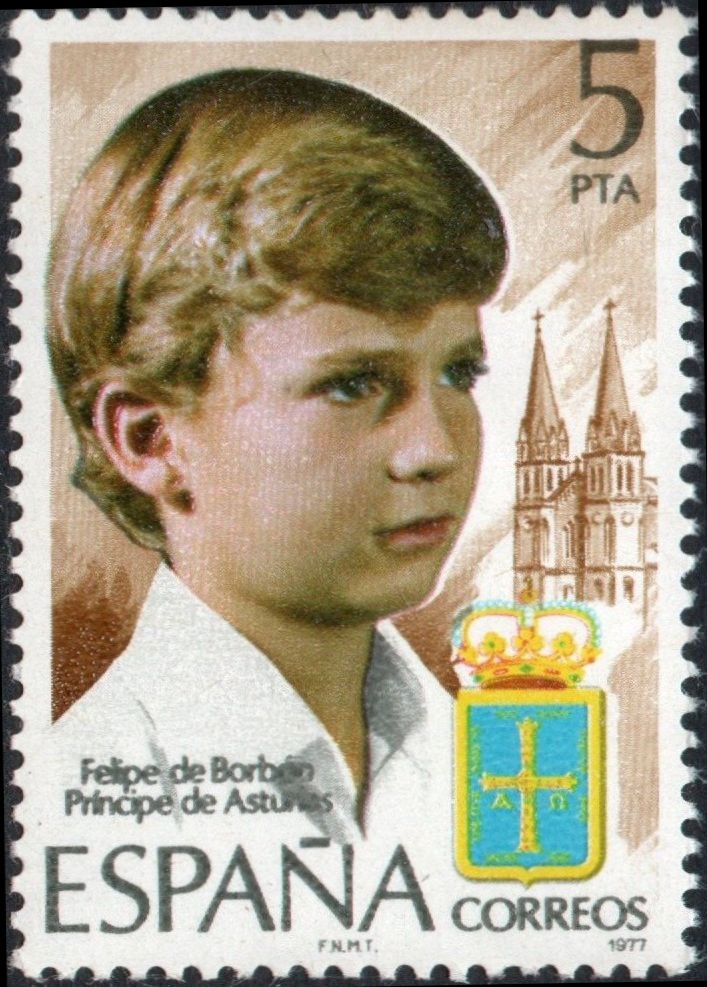 5
PTA
Felipe de Borbón
Príncipe de Asturias
Α Ω
ESPAÑA CORREOS
F.N.M.T. 1977